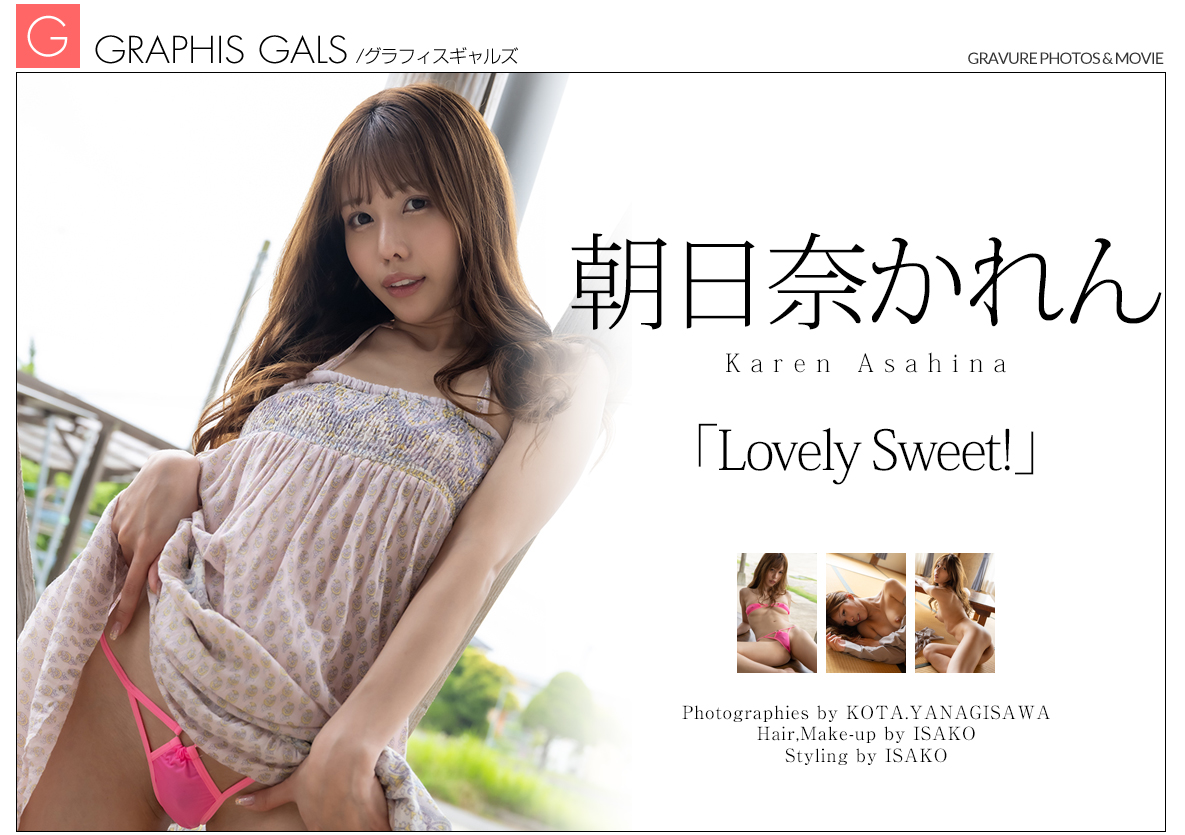 G
GRAPHIS GALS /グラフィスギャルズ
GRAVURE PHOTOS & MOVIE
朝日奈かれん
Karen Asahina
「Lovely Sweet!」
Photographies by KOTA.YANAGISAWA
Hair,Make-up by ISAKO
Styling by ISAKO